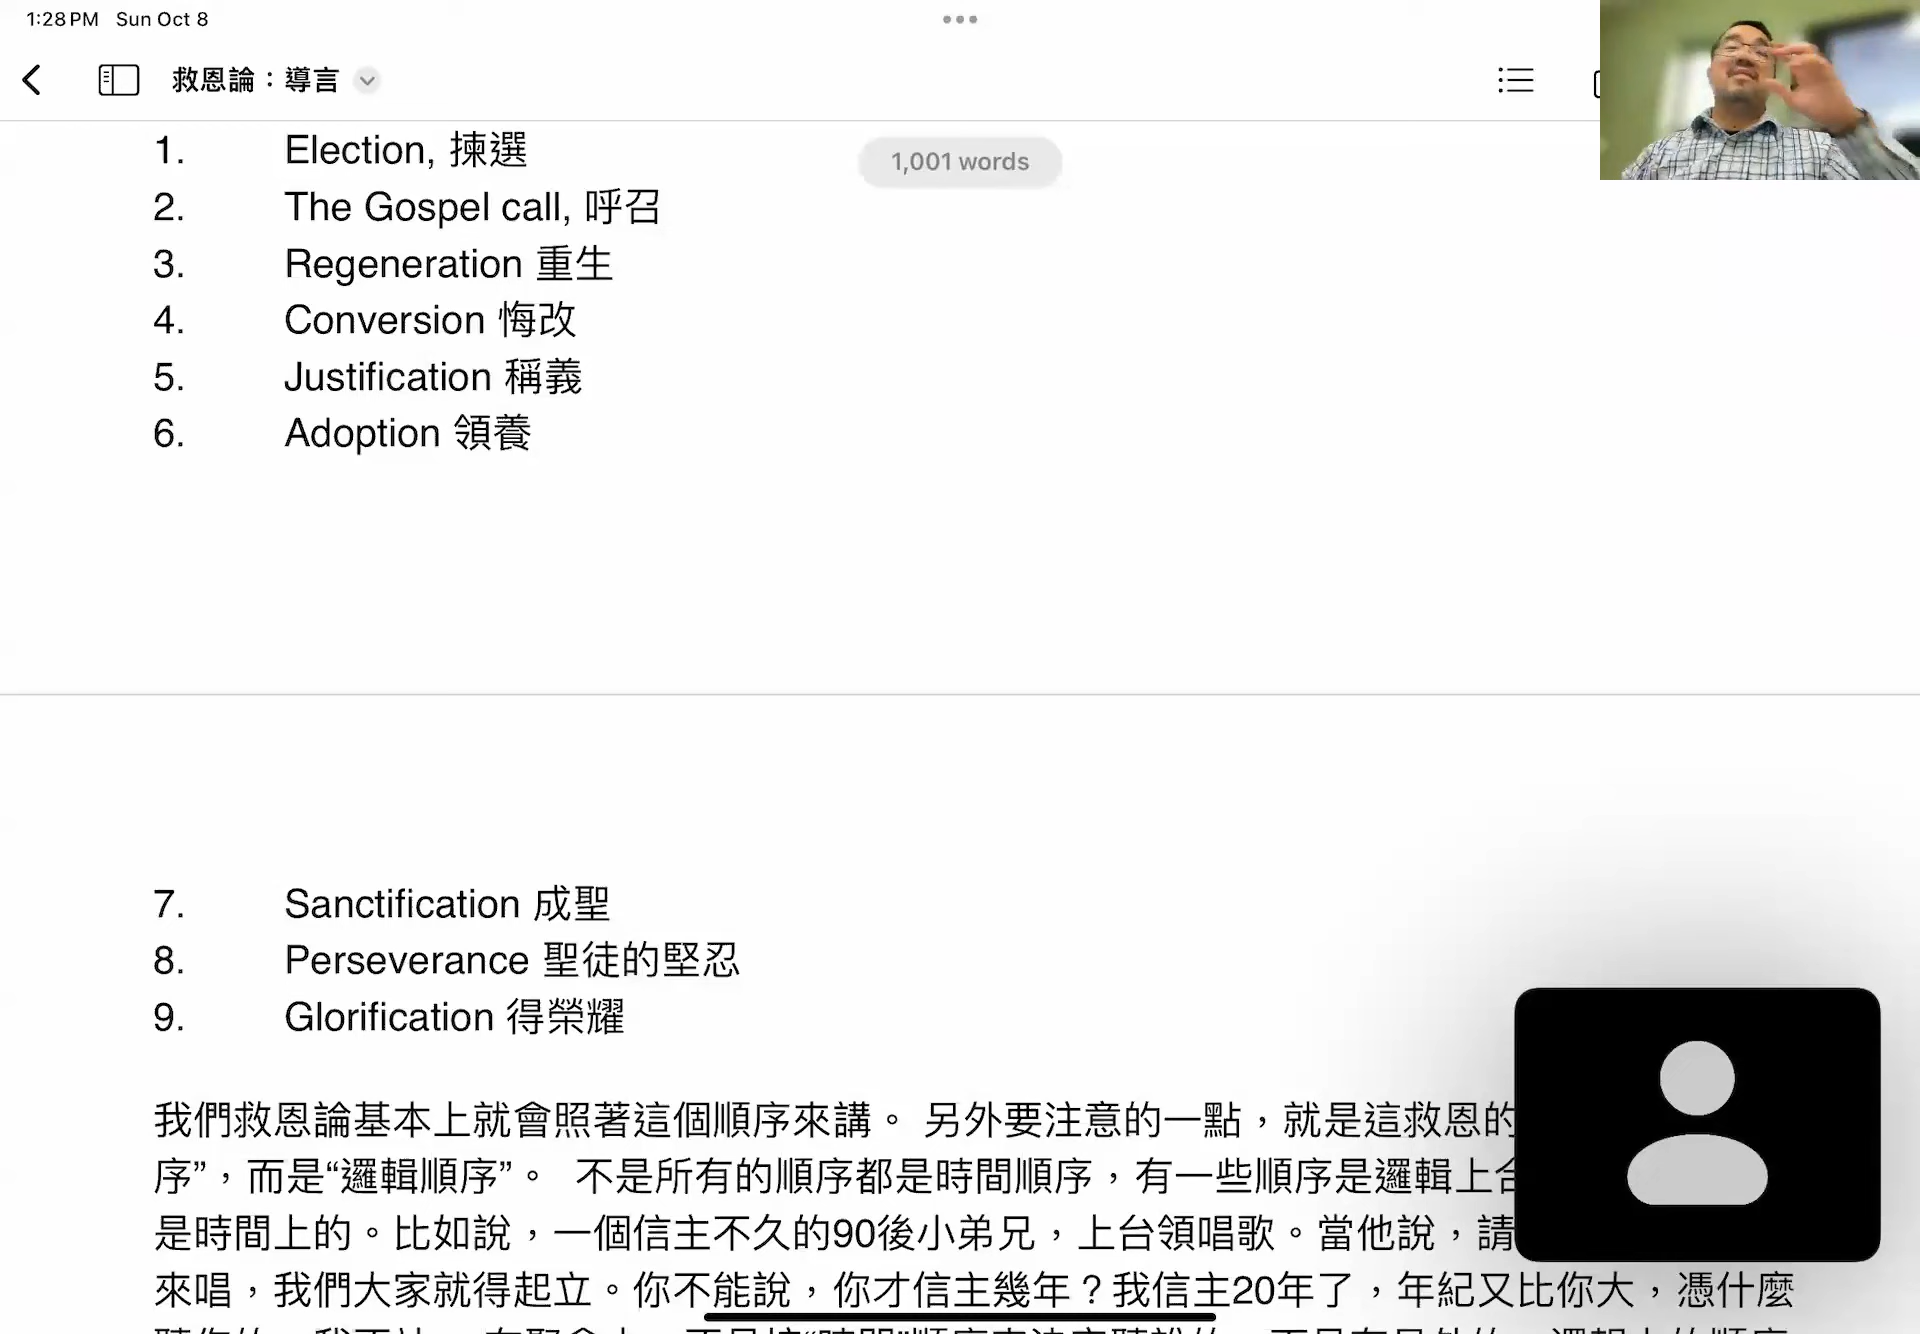 1:28 PM Sun Oct 8
救恩論：導言
1,001 words
1. Election, 揀選
2. The Gospel call, 呼召
3. Regeneration 重生
4. Conversion 悔改
5. Justification 稱義
6. Adoption 領養
7. Sanctification 成聖
8. Perseverance 聖徒的堅忍
9. Glorification 得榮耀
我們救恩論基本上就會照著這個順序來講。 另外要注意的一點，就是這救恩的
序”，而是“邏輯順序”。 不是所有的順序都是時間順序，有一些順序是邏輯上
是時間上的。比如說，一個信主不久的90後小弟兄，上台領唱歌。當他說，請
來唱，我們大家就得起立。你不能說，你才信主幾年？我信主20年了，年紀又比你大，憑什麼